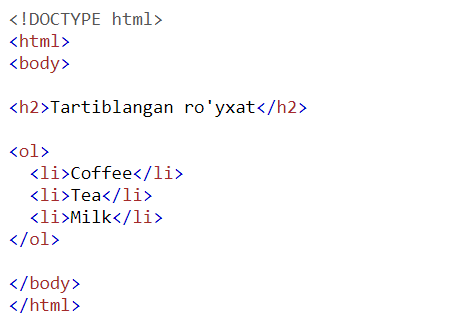 <!DOCTYPE html>
<html>
<body>
<h2>Tartiblangan ro'yxat</h2>
<ol>
<li>Coffee</li>
<li>Tea</li>
<li>Milk</li>
</ol>
</body>
</html>